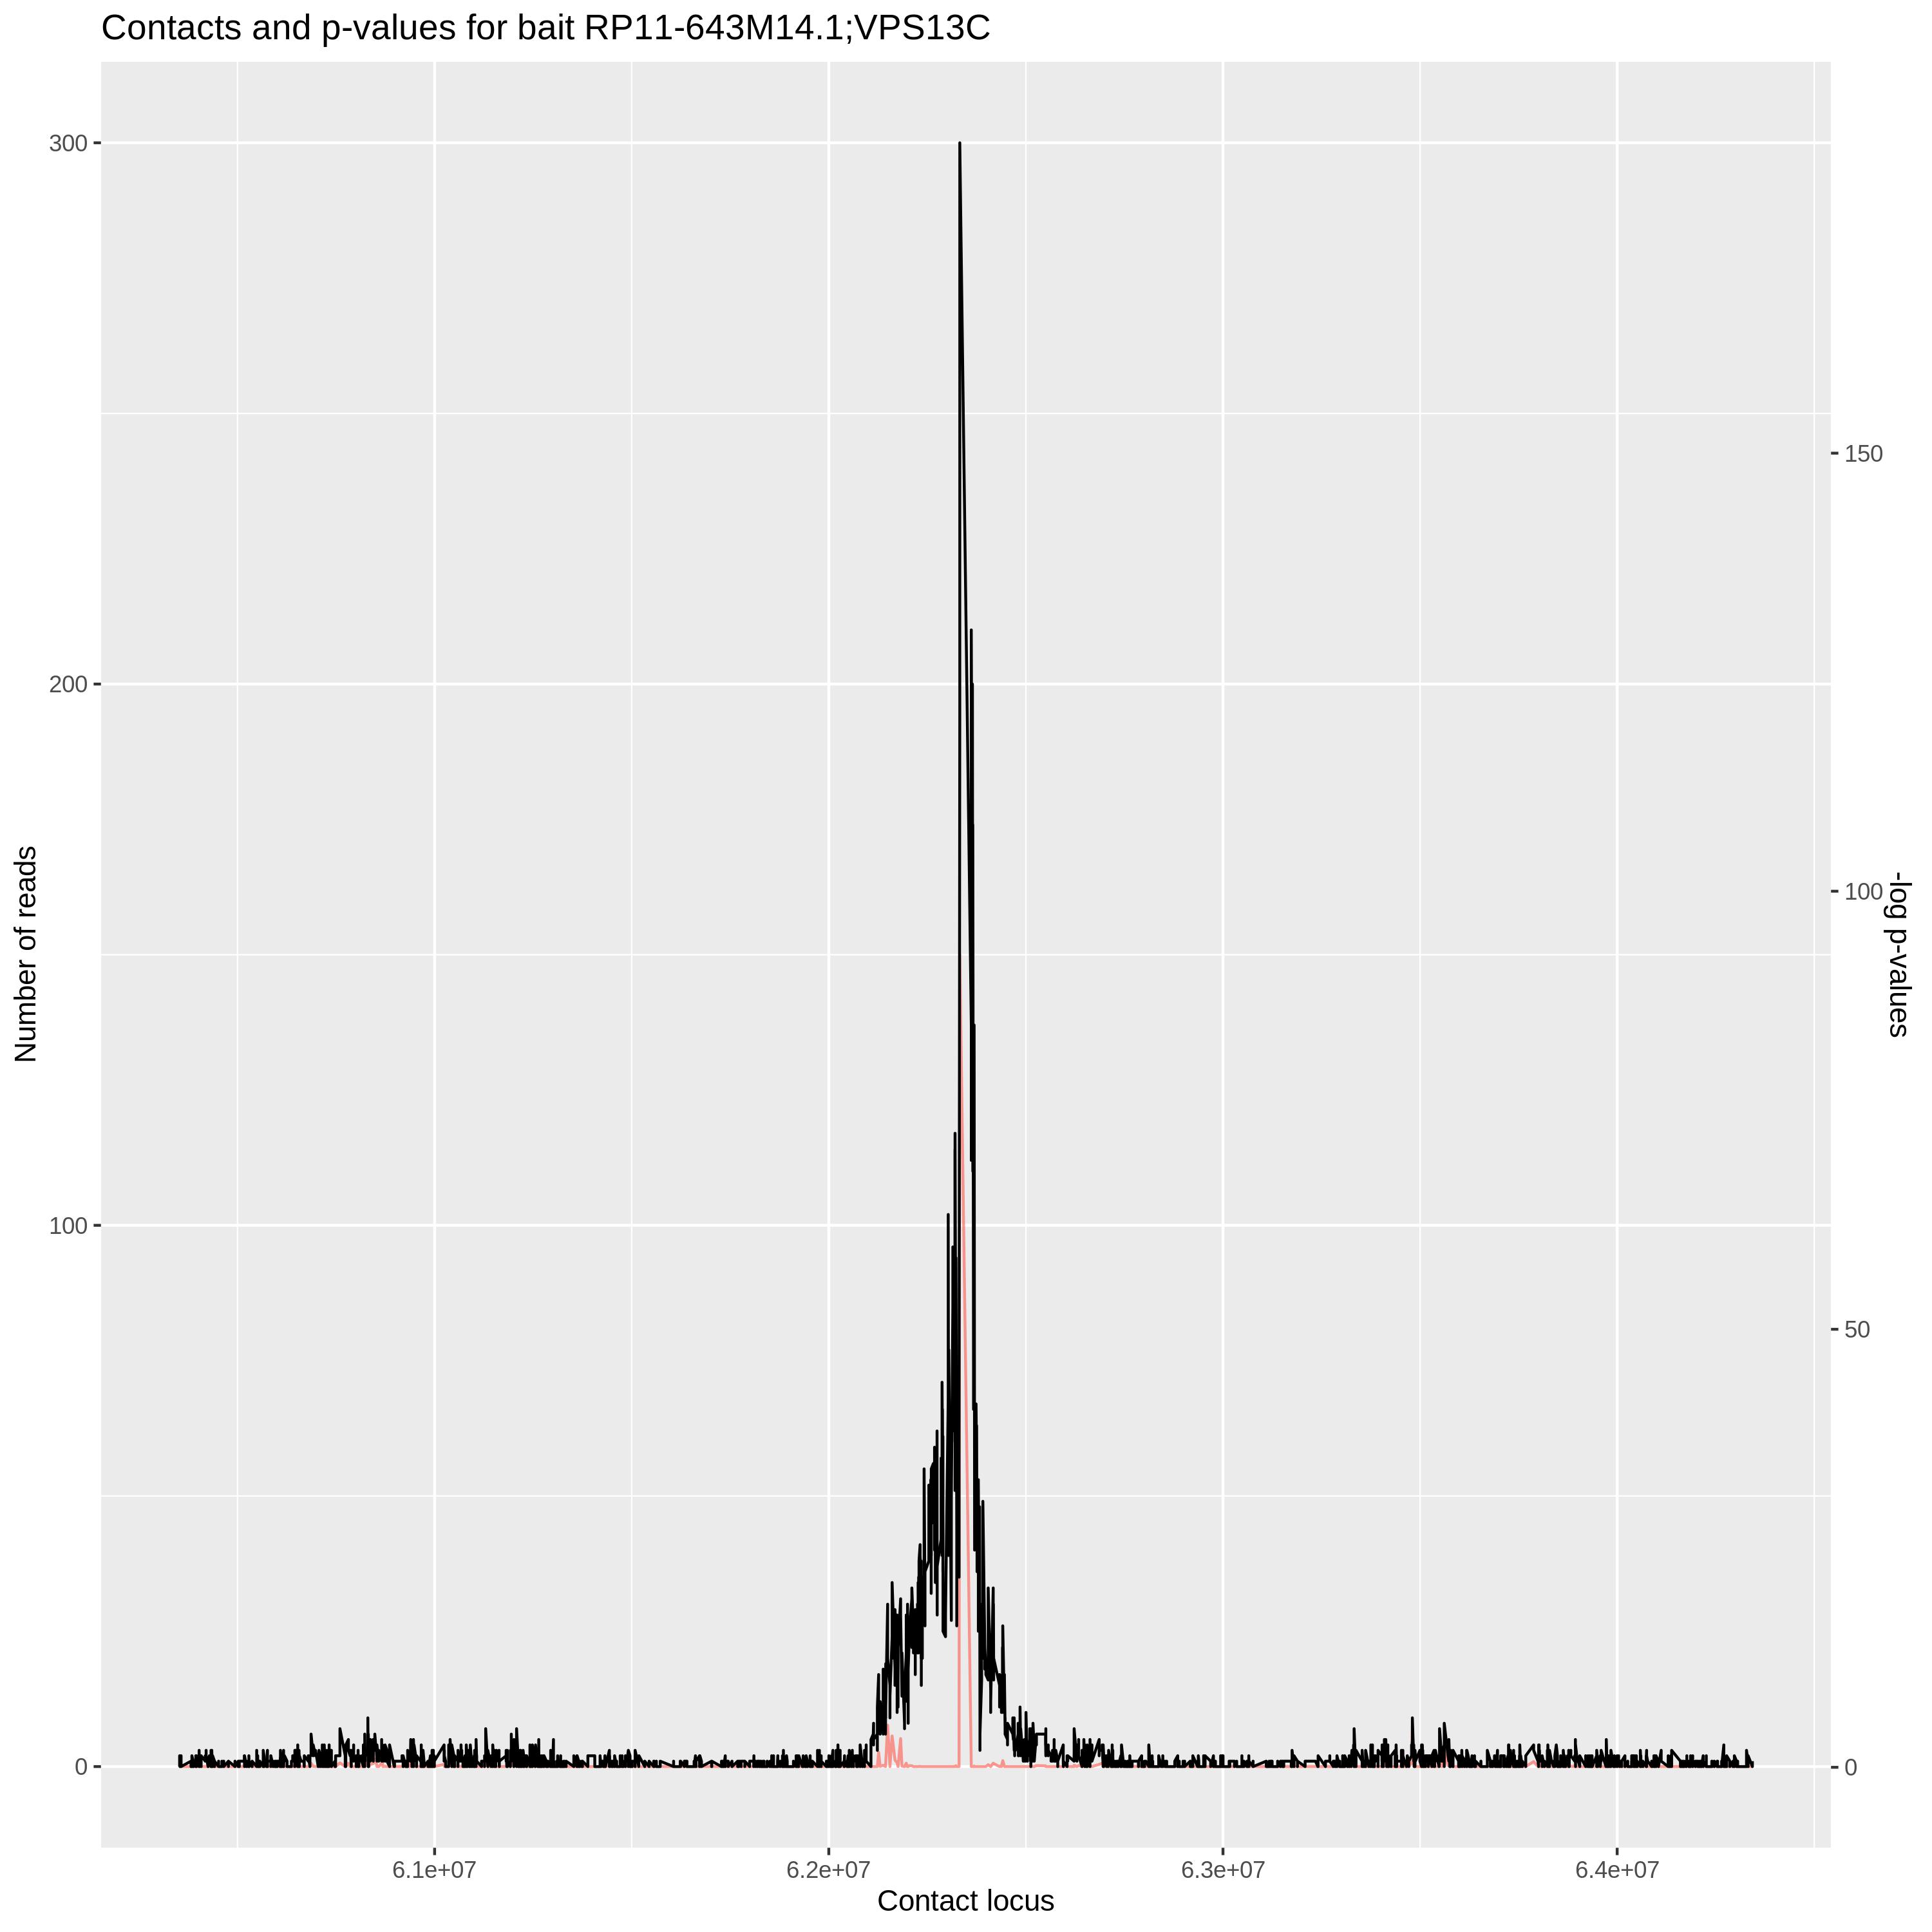 Contacts and p-values for bait RP11-643M14.1;VPS13C
300
200
100
0
Number of reads
150
100
50
0
-log p-values
6.1e+07 6.2e+07 6.3e+07 6.4e+07
Contact locus